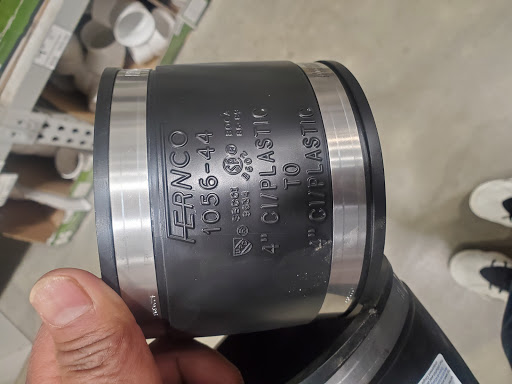 FERNCO
1056-44
4" CI/PLASTIC
TO
4" CI/PLASTIC